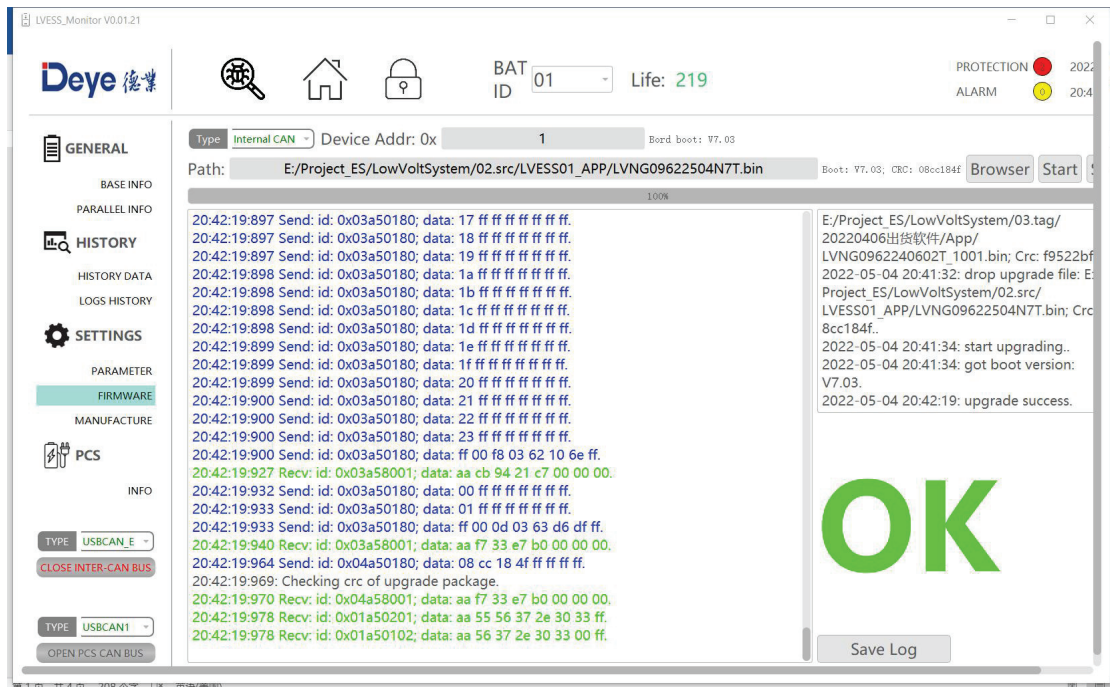 LVESS_Monitor V0.01.21
Deye 德業
BAT ID 01
Life: 219
PROTECTION 2022
ALARM 0 20:4
GENERAL
BASE INFO
PARALLEL INFO
HISTORY
HISTORY DATA
LOGS HISTORY
SETTINGS
PARAMETER
FIRMWARE
MANUFACTURE
PCS
INFO
TYPE USBCAN_E
CLOSE INTER-CAN BUS
TYPE USBCAN1
OPEN PCS CAN BUS
Type Internal CAN Device Addr: 0x 1 Bord boot: V7.03
Path: E:/Project_ES/LowVoltSystem/02.src/LVESS01_APP/LVNG09622504N7T.bin Boot: V7.03; CRC: 08cc184f Browser Start
100%
20:42:19:897 Send: id: 0x03a50180; data: 17 ff ff ff ff ff ff ff.
20:42:19:897 Send: id: 0x03a50180; data: 18 ff ff ff ff ff ff ff.
20:42:19:897 Send: id: 0x03a50180; data: 19 ff ff ff ff ff ff ff.
20:42:19:898 Send: id: 0x03a50180; data: 1a ff ff ff ff ff ff ff.
20:42:19:898 Send: id: 0x03a50180; data: 1b ff ff ff ff ff ff ff.
20:42:19:898 Send: id: 0x03a50180; data: 1c ff ff ff ff ff ff ff.
20:42:19:898 Send: id: 0x03a50180; data: 1d ff ff ff ff ff ff ff.
20:42:19:899 Send: id: 0x03a50180; data: 1e ff ff ff ff ff ff ff.
20:42:19:899 Send: id: 0x03a50180; data: 1f ff ff ff ff ff ff ff.
20:42:19:899 Send: id: 0x03a50180; data: 20 ff ff ff ff ff ff ff.
20:42:19:900 Send: id: 0x03a50180; data: 21 ff ff ff ff ff ff ff.
20:42:19:900 Send: id: 0x03a50180; data: 22 ff ff ff ff ff ff ff.
20:42:19:900 Send: id: 0x03a50180; data: 23 ff ff ff ff ff ff ff.
20:42:19:900 Send: id: 0x03a50180; data: ff 00 f8 03 62 10 6e ff.
20:42:19:927 Recv: id: 0x03a58001; data: aa cb 94 21 c7 00 00 00.
20:42:19:932 Send: id: 0x03a50180; data: 00 ff ff ff ff ff ff ff.
20:42:19:933 Send: id: 0x03a50180; data: 01 ff ff ff ff ff ff ff.
20:42:19:933 Send: id: 0x03a50180; data: ff 00 0d 03 63 d6 df ff.
20:42:19:940 Recv: id: 0x03a58001; data: aa f7 33 e7 b0 00 00 00.
20:42:19:964 Send: id: 0x04a50180; data: 08 cc 18 4f ff ff ff ff.
20:42:19:969: Checking crc of upgrade package.
20:42:19:970 Recv: id: 0x04a58001; data: aa f7 33 e7 b0 00 00 00.
20:42:19:978 Recv: id: 0x01a50201; data: aa 55 56 37 2e 30 33 ff.
20:42:19:978 Recv: id: 0x01a50102; data: aa 56 37 2e 30 33 00 ff.
E:/Project_ES/LowVoltSystem/03.tag/
20220406出货软件/App/
LVNG0962240602T_1001.bin; Crc: f9522bf
2022-05-04 20:41:32: drop upgrade file: E:
Project_ES/LowVoltSystem/02.src/
LVESS01_APP/LVNG09622504N7T.bin; Crc
8cc184f..
2022-05-04 20:41:34: start upgrading..
2022-05-04 20:41:34: got boot version:
V7.03.
2022-05-04 20:42:19: upgrade success.
OK
Save Log